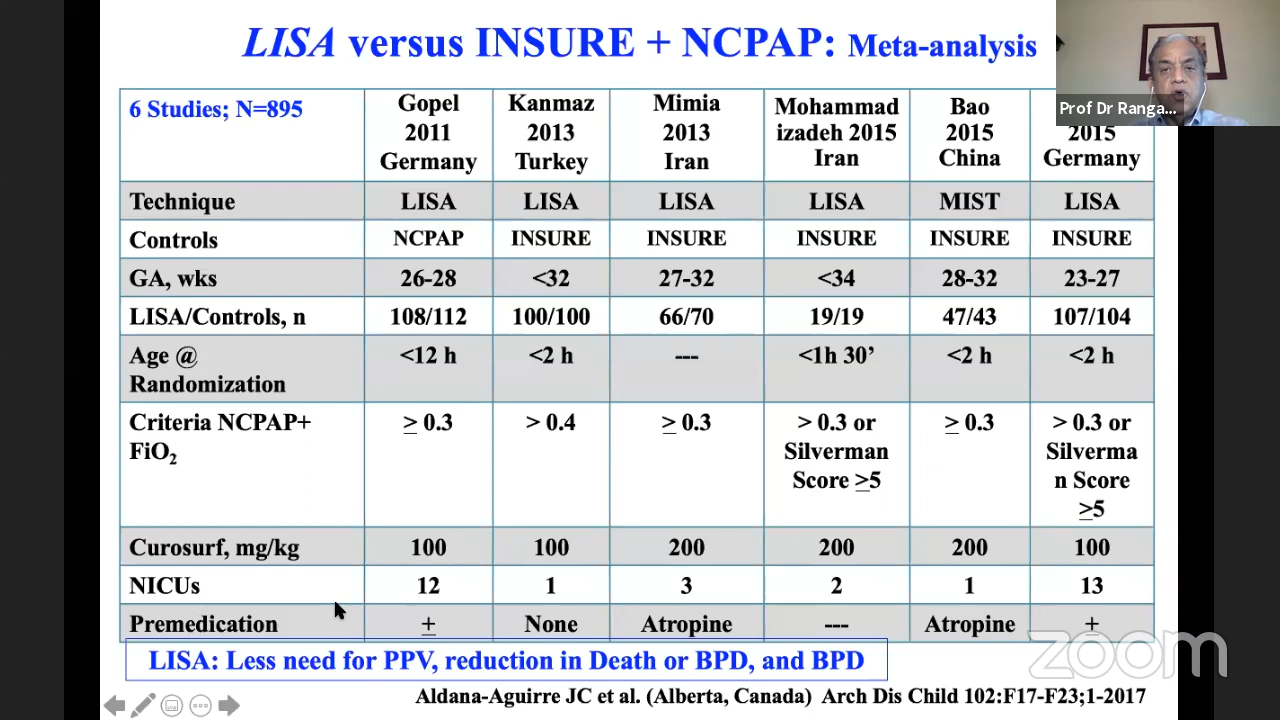 LISA versus INSURE + NCPAP: Meta-analysis
Prof Dr Ranga...
6 Studies; N=895
Gopel
2011
Germany
Kanmaz
2013
Turkey
Mimia
2013
Iran
Mohammad
izadeh 2015
Iran
Bao
2015
China
2015
Germany
Technique LISA LISA LISA LISA MIST LISA
Controls NCPAP INSURE INSURE INSURE INSURE INSURE
GA, wks 26-28 <32 27-32 <34 28-32 23-27
LISA/Controls, n 108/112 100/100 66/70 19/19 47/43 107/104
Age @
Randomization
<12 h <2 h --- <1h 30’ <2 h <2 h
Criteria NCPAP+
FiO₂
≥ 0.3
> 0.4
≥ 0.3
> 0.3 or
Silverman
Score ≥5
≥ 0.3
> 0.3 or
Silverma
n Score
≥5
Curosurf, mg/kg 100 100 200 200 200 100
NICUs 12 1 3 2 1 13
Premedication ± None Atropine --- Atropine +
LISA: Less need for PPV, reduction in Death or BPD, and BPD
zoom
Aldana-Aguirre JC et al. (Alberta, Canada) Arch Dis Child 102:F17-F23;1-2017